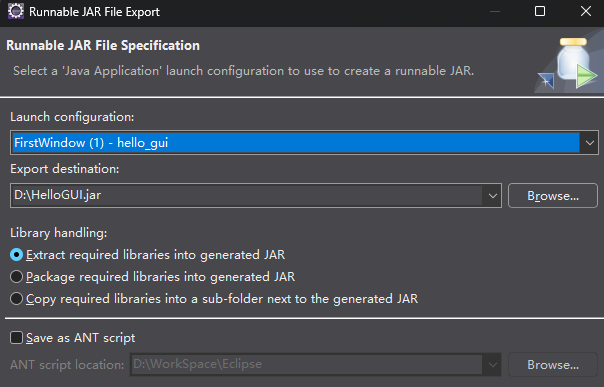 Runnable JAR File Export
Runnable JAR File Specification
Select a 'Java Application' launch configuration to use to create a runnable JAR.
Launch configuration:
FirstWindow (1) - hello_gui
Export destination:
D:\HelloGUI.jar
Browse...
Library handling:
Extract required libraries into generated JAR
Package required libraries into generated JAR
Copy required libraries into a sub-folder next to the generated JAR
Save as ANT script
ANT script location:
D:\WorkSpace\Eclipse
Browse...